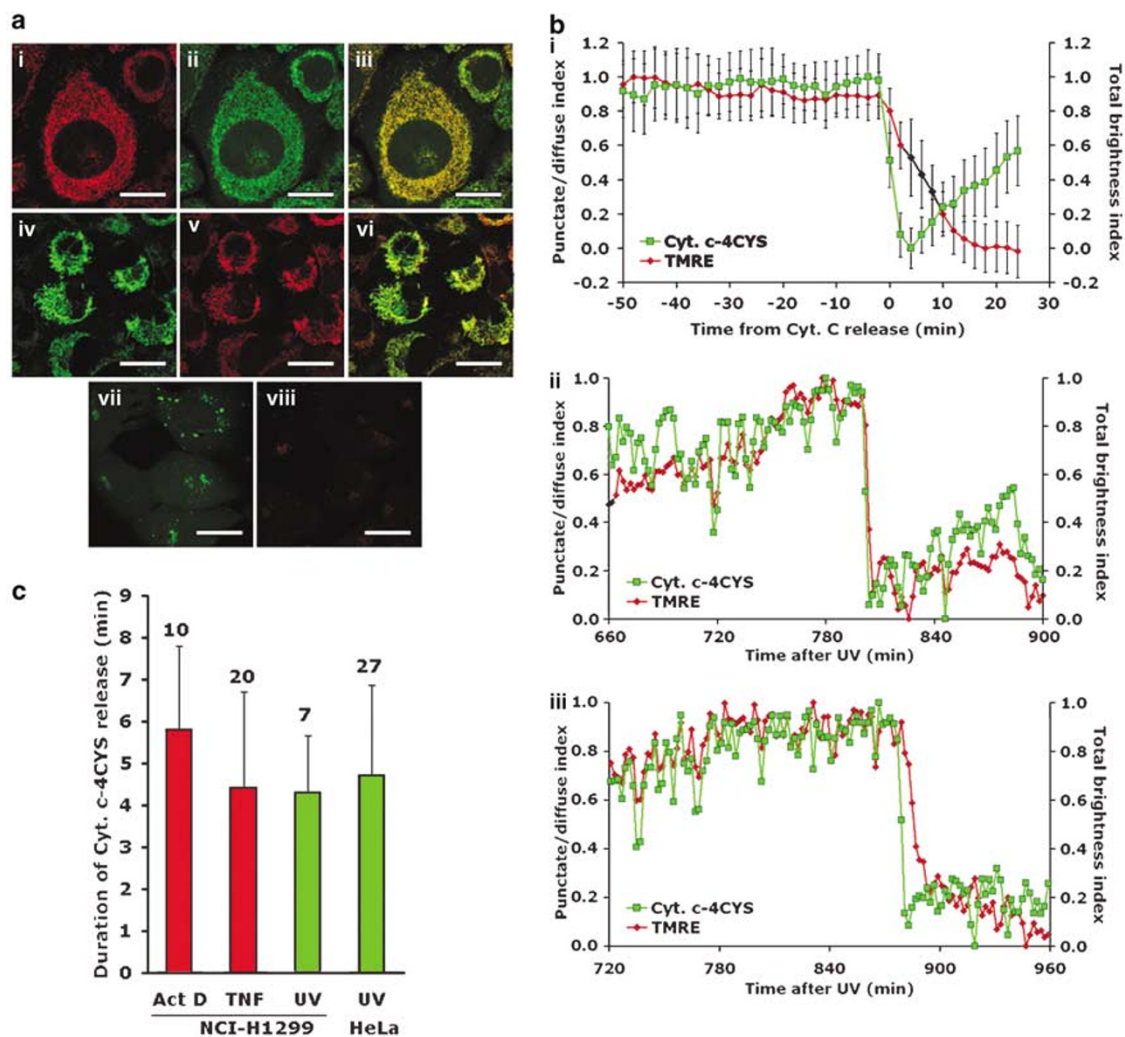 a
i
ii
iii
iv
v
vi
vii
viii
b
i
1.2
1.0
0.8
0.6
0.4
0.2
0.0
-0.2
Punctate/diffuse index
1.2
1.0
0.8
0.6
0.4
0.2
0.0
-0.2
Total brightness index
Cyt. c-4CYS
TMRE
-50 -40 -30 -20 -10 0 10 20 30
Time from Cyt. C release (min)
ii
1.0
0.8
0.6
0.4
0.2
0.0
Punctate/diffuse index
1.0
0.8
0.6
0.4
0.2
0.0
Total brightness index
Cyt. c-4CYS
TMRE
660 720 780 840 900
Time after UV (min)
iii
1.0
0.8
0.6
0.4
0.2
0.0
Punctate/diffuse index
1.0
0.8
0.6
0.4
0.2
0.0
Total brightness index
Cyt. c-4CYS
TMRE
720 780 840 900 960
Time after UV (min)
c
9
8
7
6
5
4
3
2
1
0
Duration of Cyt. c-4CYS release (min)
10
20
7
27
Act D TNF UV UV
NCI-H1299 HeLa